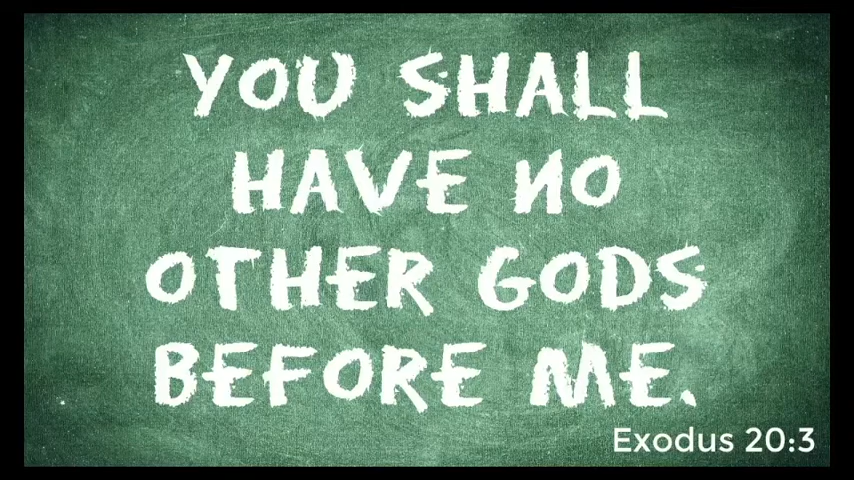 YOU SHALL
HAVE NO
OTHER GODS
BEFORE ME.
Exodus 20:3